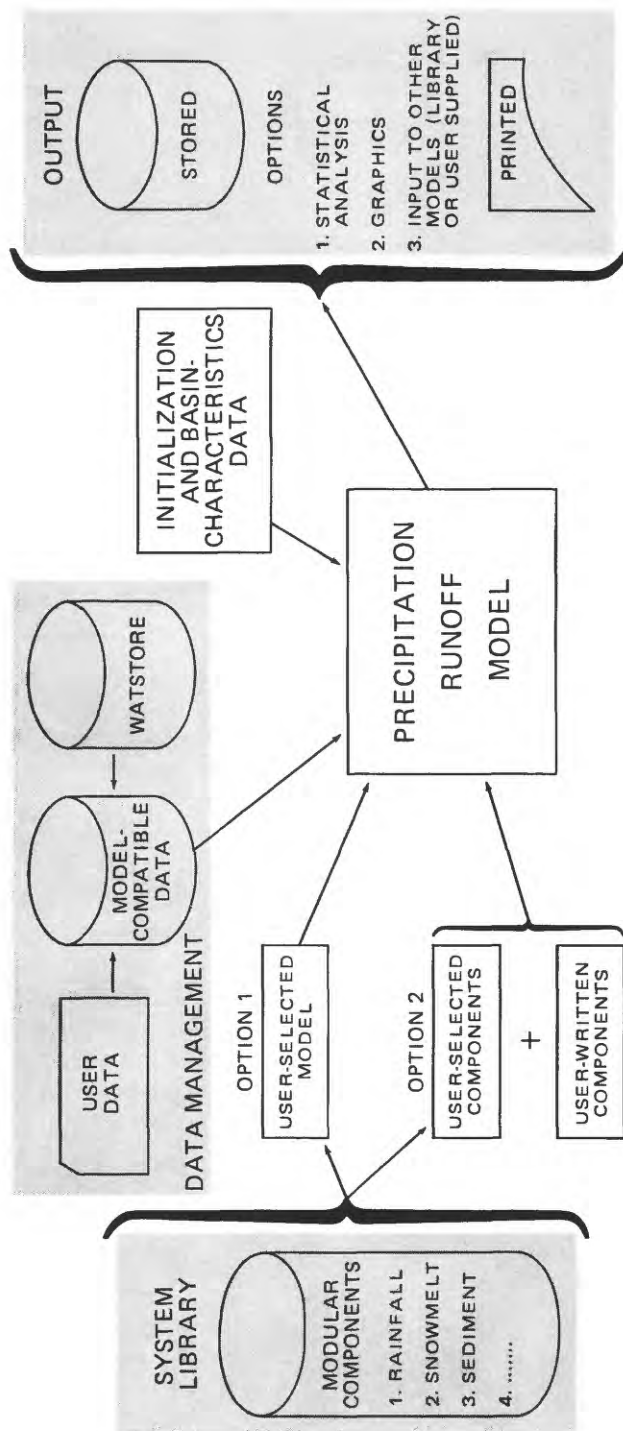 SYSTEM
LIBRARY
MODULAR
COMPONENTS
1. RAINFALL
2. SNOWMELT
3. SEDIMENT
4. ........
USER
DATA
MODEL-
COMPATIBLE
DATA
WATSTORE
DATA MANAGEMENT
OPTION 1
USER-SELECTED
MODEL
OPTION 2
USER-SELECTED
COMPONENTS
+
USER-WRITTEN
COMPONENTS
INITIALIZATION
AND BASIN-
CHARACTERISTICS
DATA
PRECIPITATION
RUNOFF
MODEL
OUTPUT
STORED
OPTIONS
1. STATISTICAL
ANALYSIS
2. GRAPHICS
3. INPUT TO OTHER
MODELS (LIBRARY
OR USER SUPPLIED)
PRINTED